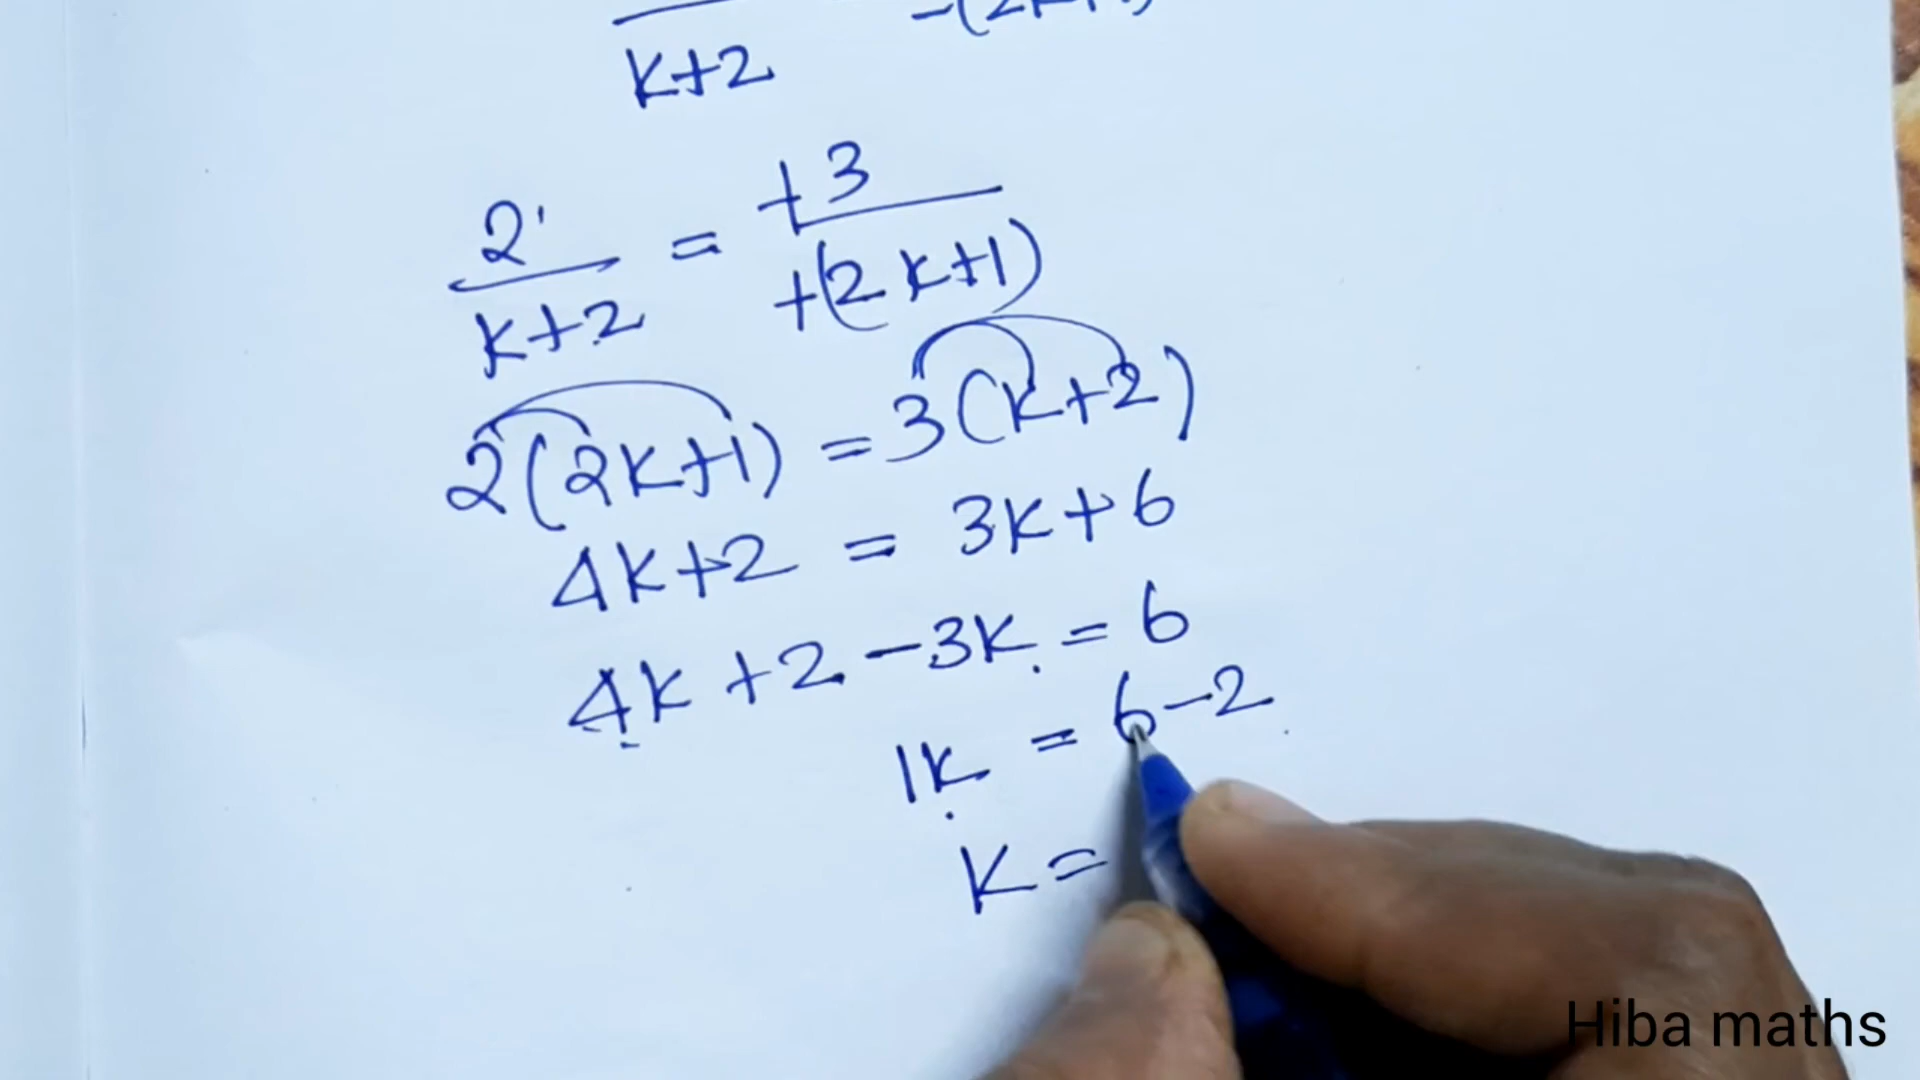 k+2
2 = +3
k+2 +(2k+1)
2(2k+1) = 3(k+2)
4k+2 = 3k+6
4k+2-3k = 6
1k = 6-2
k=
Hiba maths